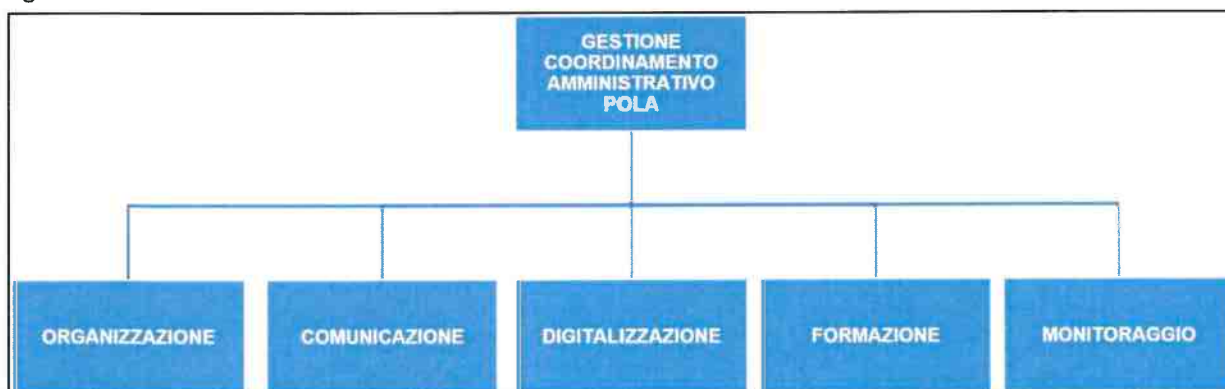 GESTIONE
COORDINAMENTO
AMMINISTRATIVO
POLA
ORGANIZZAZIONE
COMUNICAZIONE
DIGITALIZZAZIONE
FORMAZIONE
MONITORAGGIO